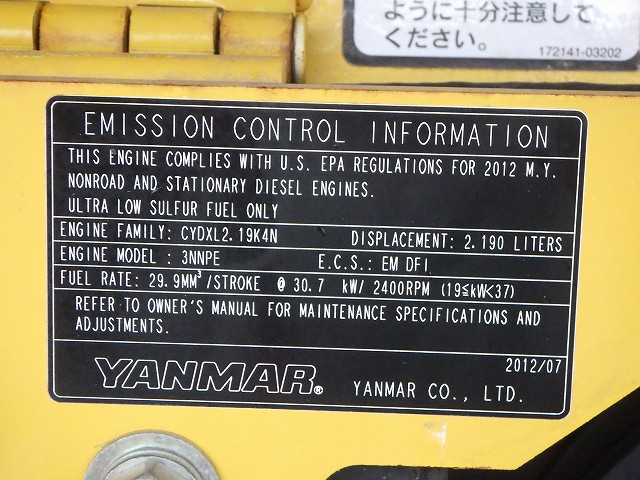 ように十分注意して
ください。
172141-03202
EMISSION CONTROL INFORMATION
THIS ENGINE COMPLIES WITH U.S. EPA REGULATIONS FOR 2012 M.Y.
NONROAD AND STATIONARY DIESEL ENGINES.
ULTRA LOW SULFUR FUEL ONLY
ENGINE FAMILY: CYDXL2.19K4N DISPLACEMENT: 2.190 LITERS
ENGINE MODEL : 3NNPE E.C.S.: EM DFI
FUEL RATE: 29.9MM³/STROKE @ 30.7 kW/ 2400RPM (19≦kW<37)
REFER TO OWNER'S MANUAL FOR MAINTENANCE SPECIFICATIONS AND
ADJUSTMENTS.
2012/07
YANMAR® YANMAR CO., LTD.